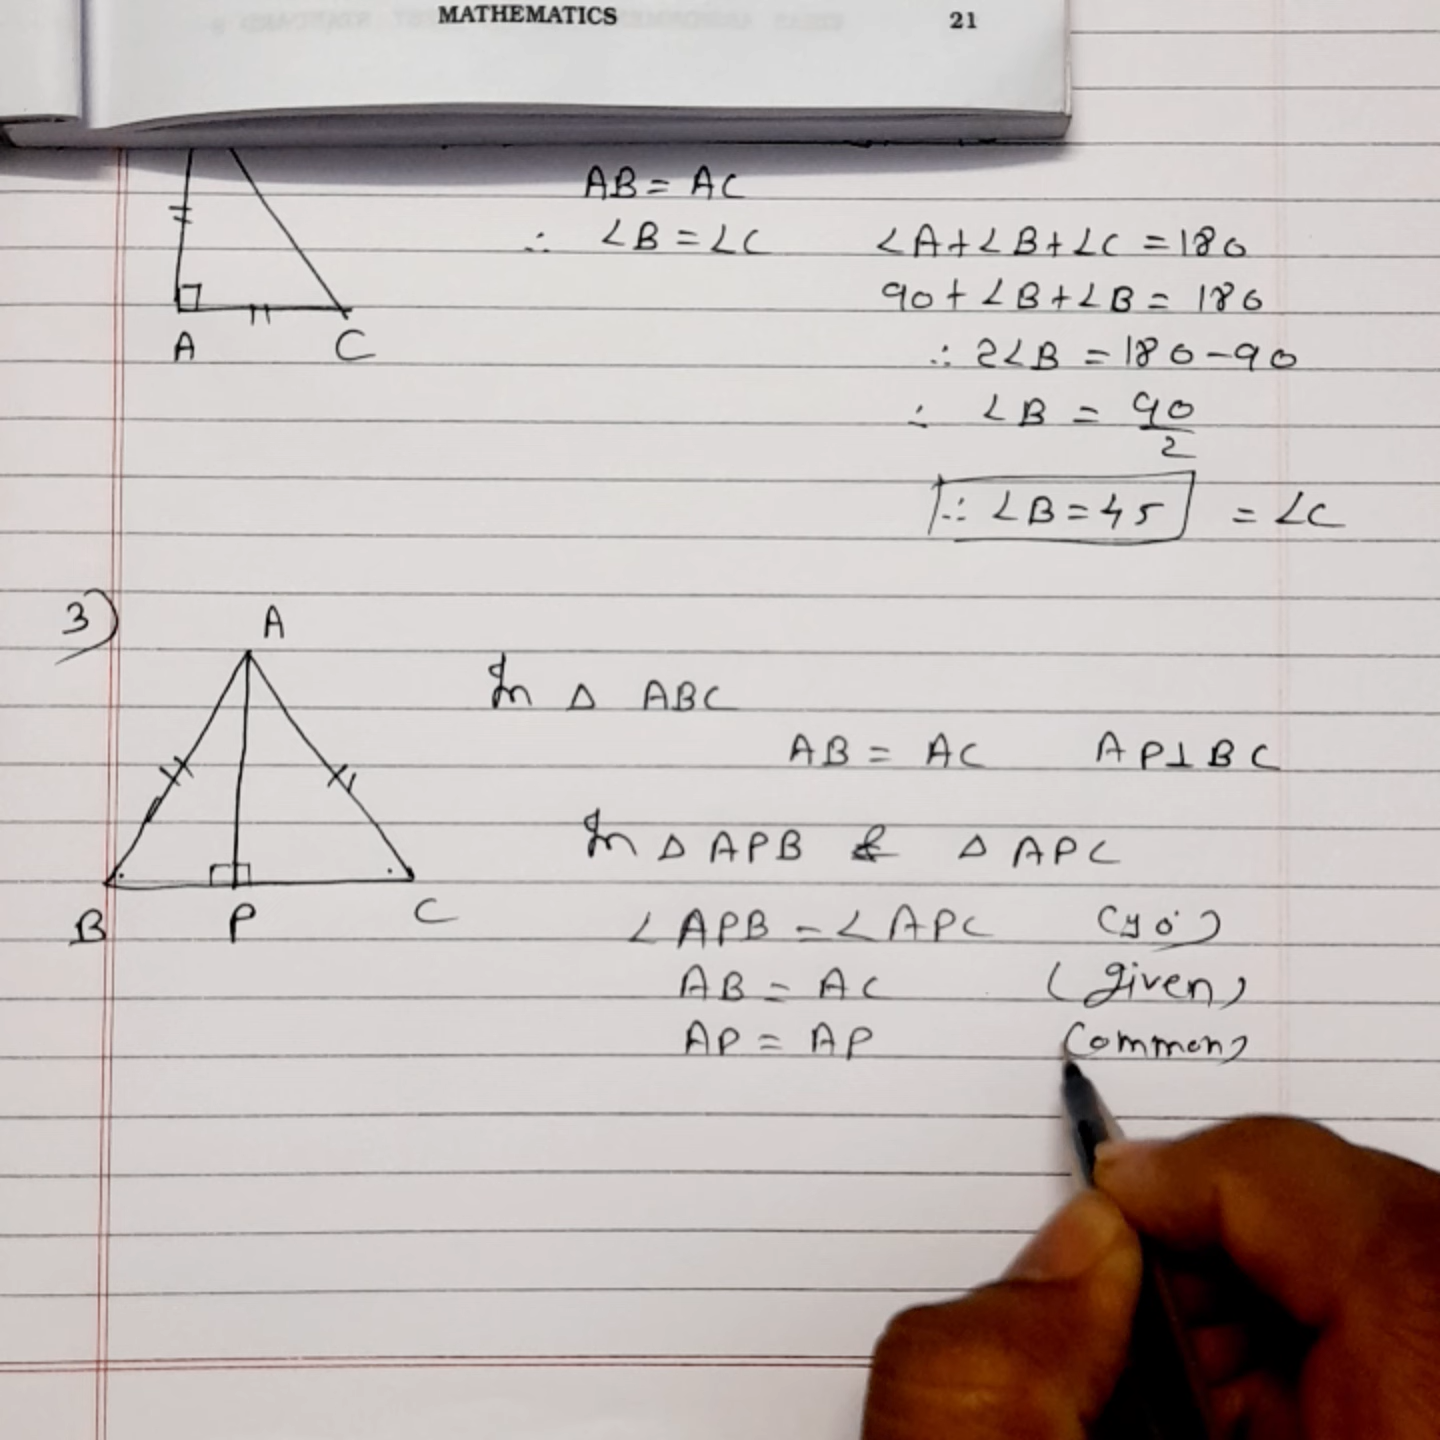 MATHEMATICS 21
AB = AC
∴ ∠B = ∠C ∠A+∠B+∠C = 180
90+∠B+∠B = 180
∴ 2∠B = 180-90
∴ ∠B = 90/2
∴ ∠B = 45 = ∠C
A C
3) A
In △ ABC
AB = AC AP⊥BC
In △ APB & △ APC
∠APB = ∠APC (90°)
B P C
AB = AC (given)
AP = AP (Common)